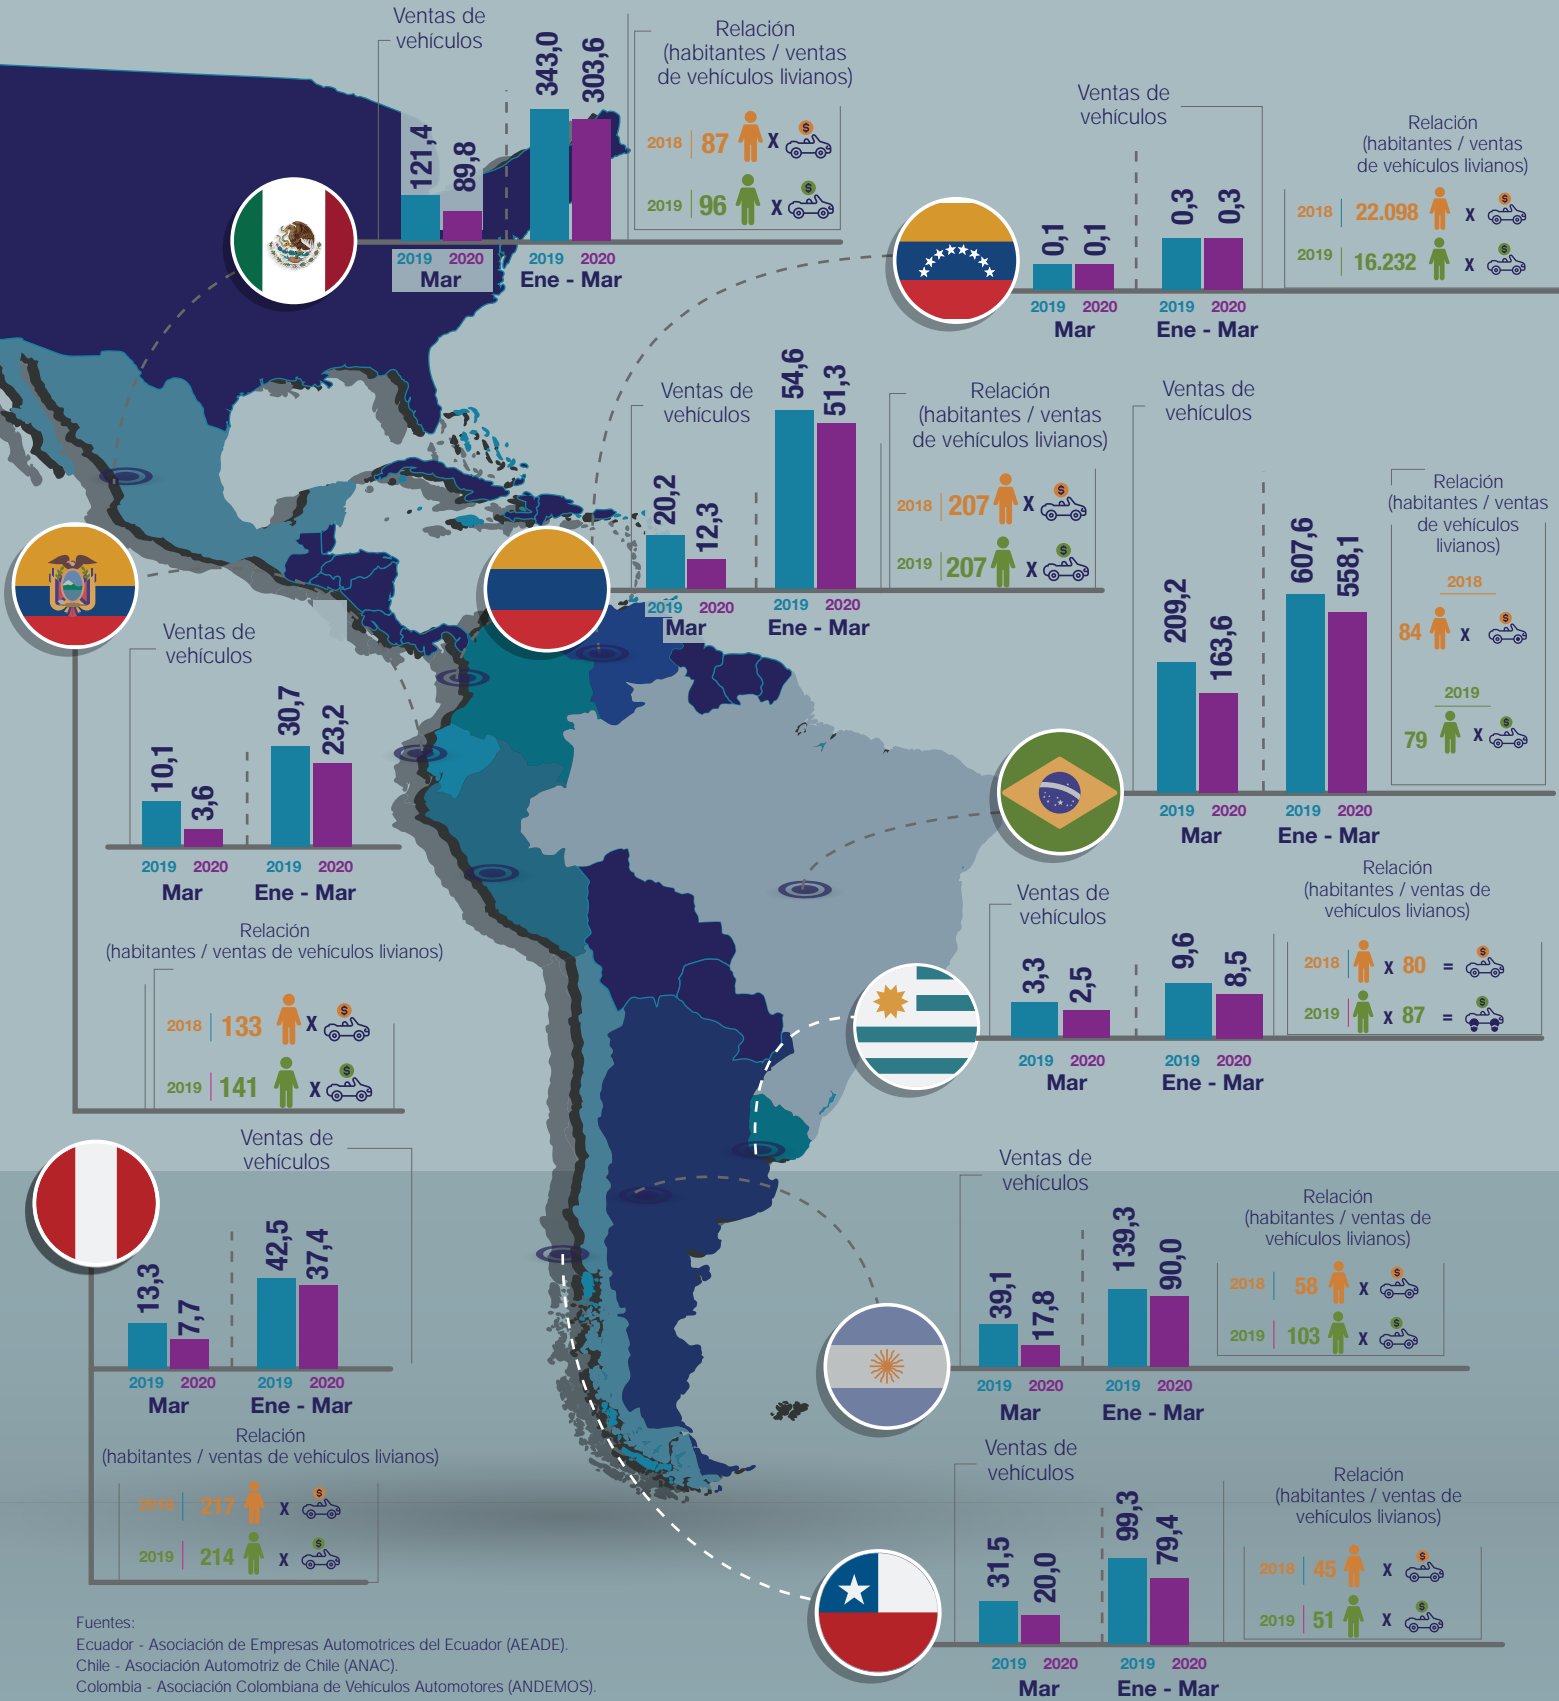 Ventas de
vehículos
121,4
89,8
343,0
303,6
2019 2020
Mar
2019 2020
Ene - Mar
Relación
(habitantes / ventas
de vehículos livianos)
2018 87 X $
2019 96 X $
Ventas de
vehículos
0,1
0,1
0,3
0,3
2019 2020
Mar
2019 2020
Ene - Mar
Relación
(habitantes / ventas
de vehículos livianos)
2018 22.098 X $
2019 16.232 X $
Ventas de
vehículos
20,2
12,3
54,6
51,3
2019 2020
Mar
2019 2020
Ene - Mar
Relación
(habitantes / ventas
de vehículos livianos)
2018 207 X $
2019 207 X $
Ventas de
vehículos
209,2
163,6
607,6
558,1
2019 2020
Mar
2019 2020
Ene - Mar
Relación
(habitantes / ventas
de vehículos
livianos)
2018
84 X $
2019
79 X $
Ventas de
vehículos
10,1
3,6
30,7
23,2
2019 2020
Mar
2019 2020
Ene - Mar
Relación
(habitantes / ventas de vehículos livianos)
2018 133 X $
2019 141 X $
Ventas de
vehículos
3,3
2,5
9,6
8,5
2019 2020
Mar
2019 2020
Ene - Mar
Relación
(habitantes / ventas de
vehículos livianos)
2018 X 80 = $
2019 X 87 = $
Ventas de
vehículos
13,3
7,7
42,5
37,4
2019 2020
Mar
2019 2020
Ene - Mar
Relación
(habitantes / ventas de vehículos livianos)
2018 217 X $
2019 214 X $
Ventas de
vehículos
39,1
17,8
139,3
90,0
2019 2020
Mar
2019 2020
Ene - Mar
Relación
(habitantes / ventas de
vehículos livianos)
2018 58 X $
2019 103 X $
Ventas de
vehículos
31,5
20,0
99,3
79,4
2019 2020
Mar
2019 2020
Ene - Mar
Relación
(habitantes / ventas de
vehículos livianos)
2018 45 X $
2019 51 X $
Fuentes:
Ecuador - Asociación de Empresas Automotrices del Ecuador (AEADE).
Chile - Asociación Automotriz de Chile (ANAC).
Colombia - Asociación Colombiana de Vehículos Automotores (ANDEMOS).